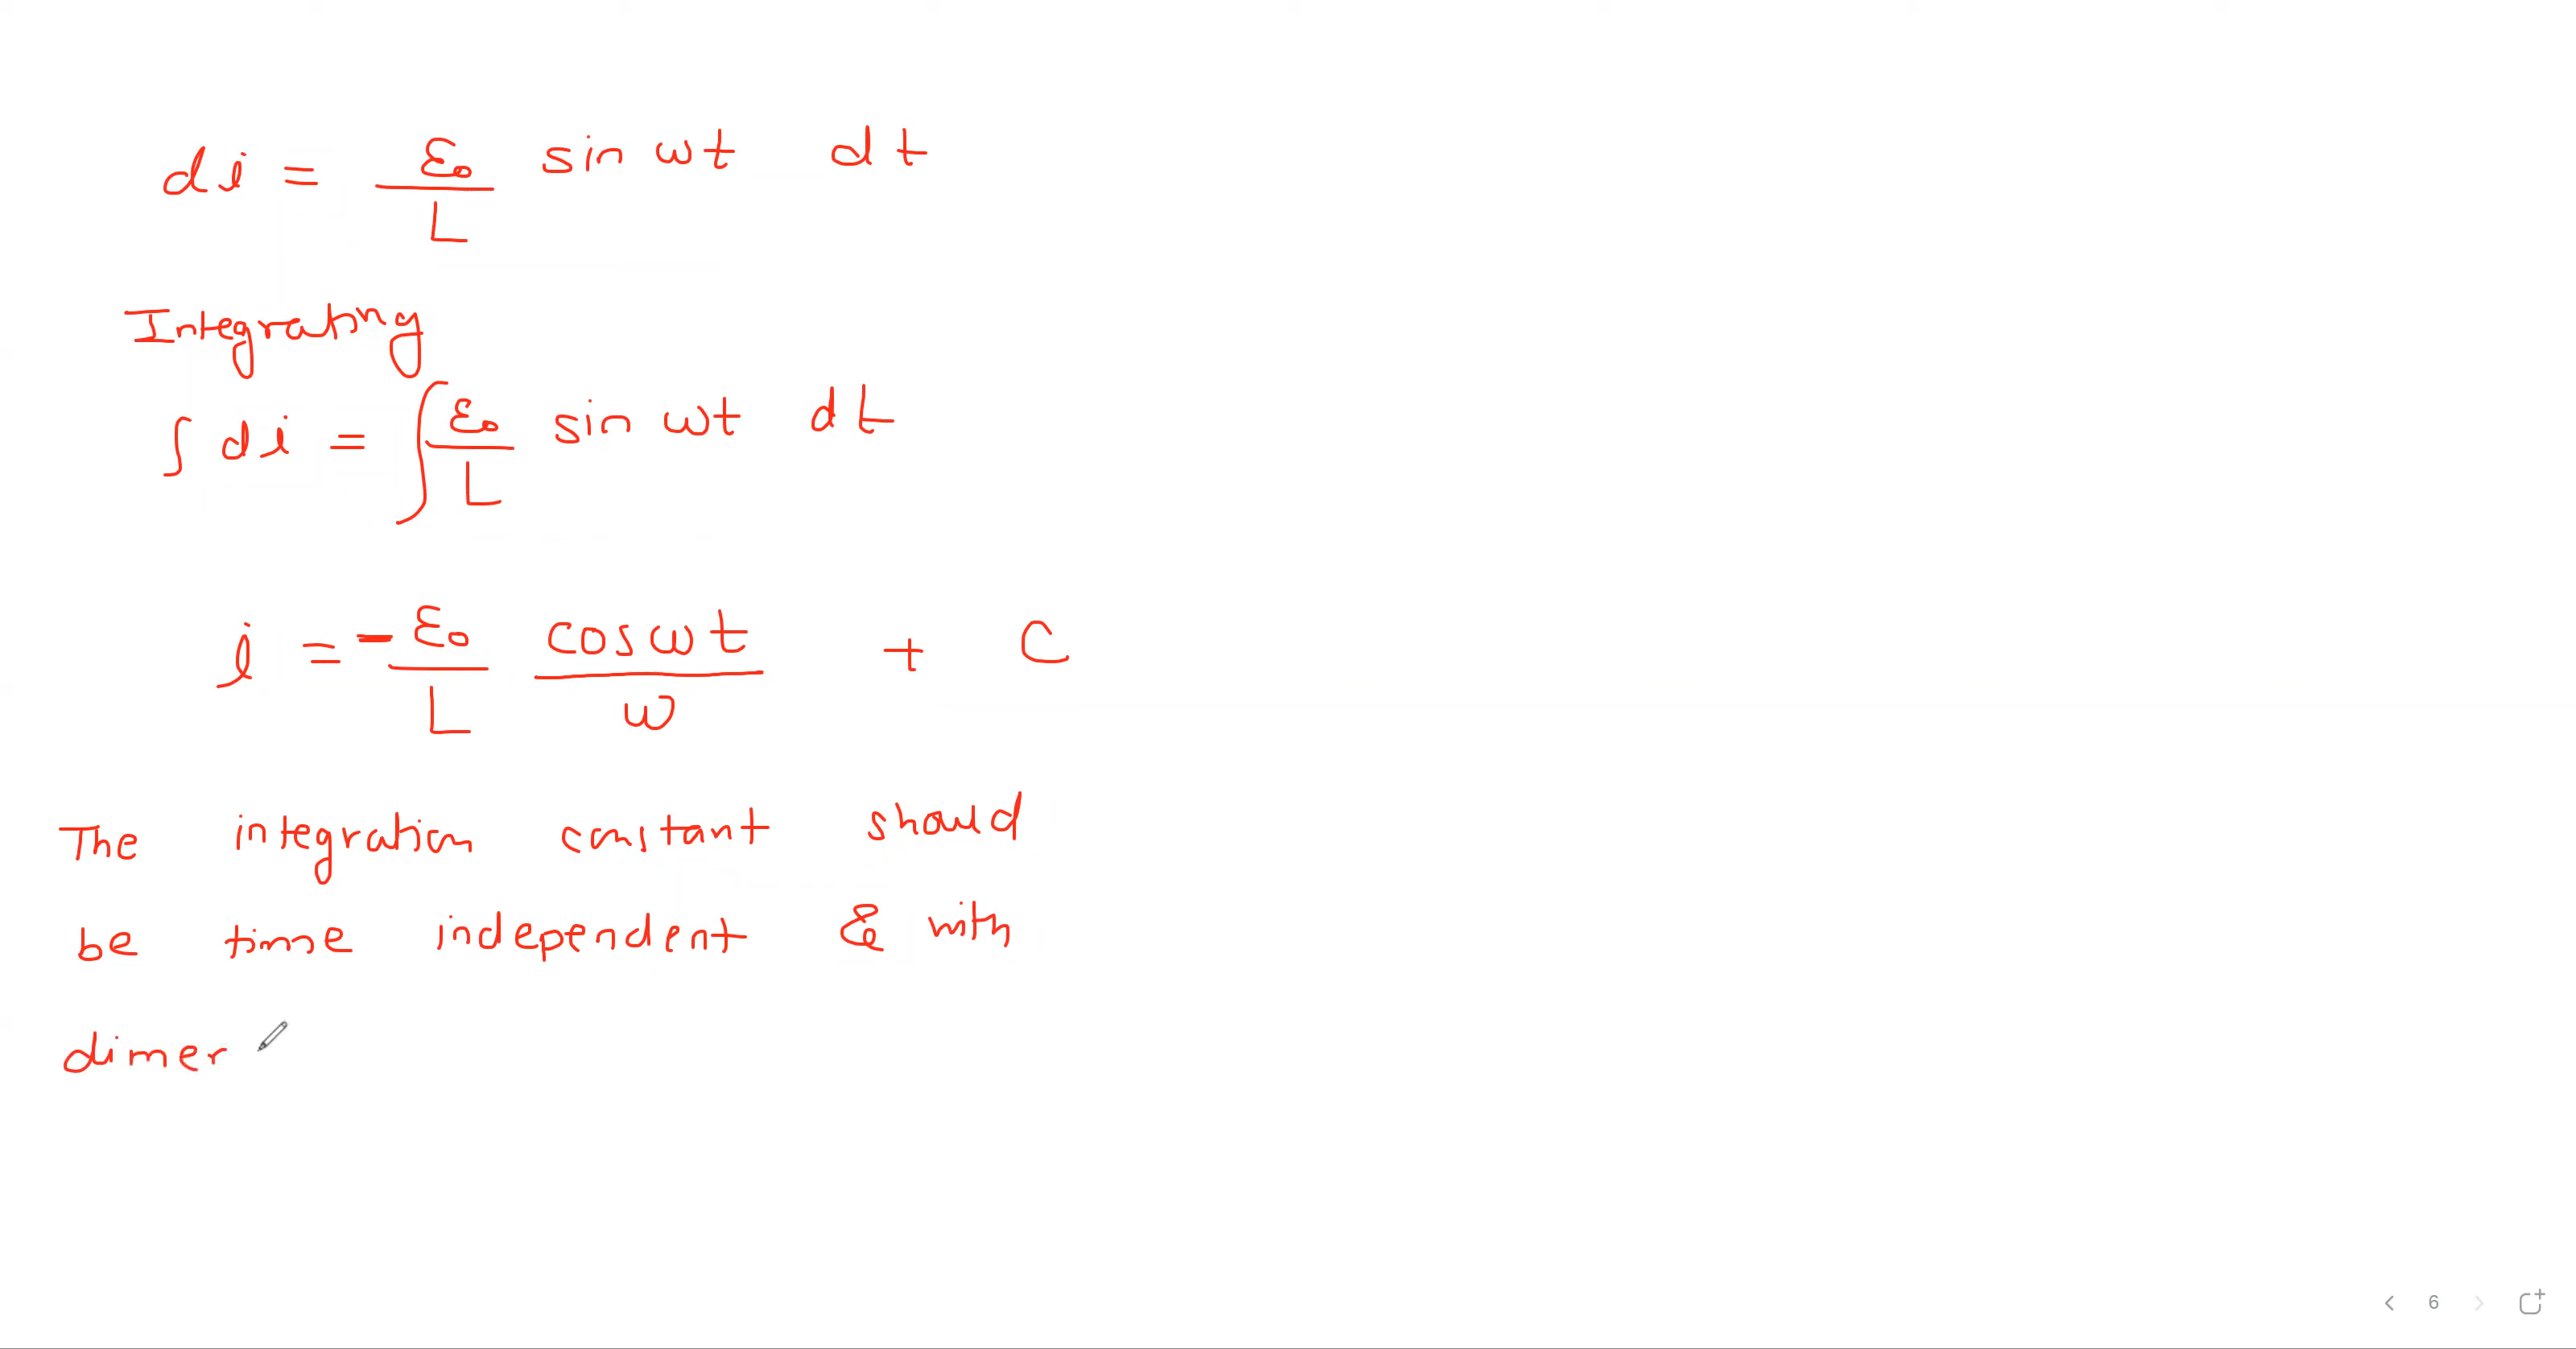 di = ε₀/L sin ωt dt
Integrating
∫ di = ∫ ε₀/L sin ωt dt
i = - ε₀/L cos ωt/ω + C
The integration constant should
be time independent & with
dimer
6